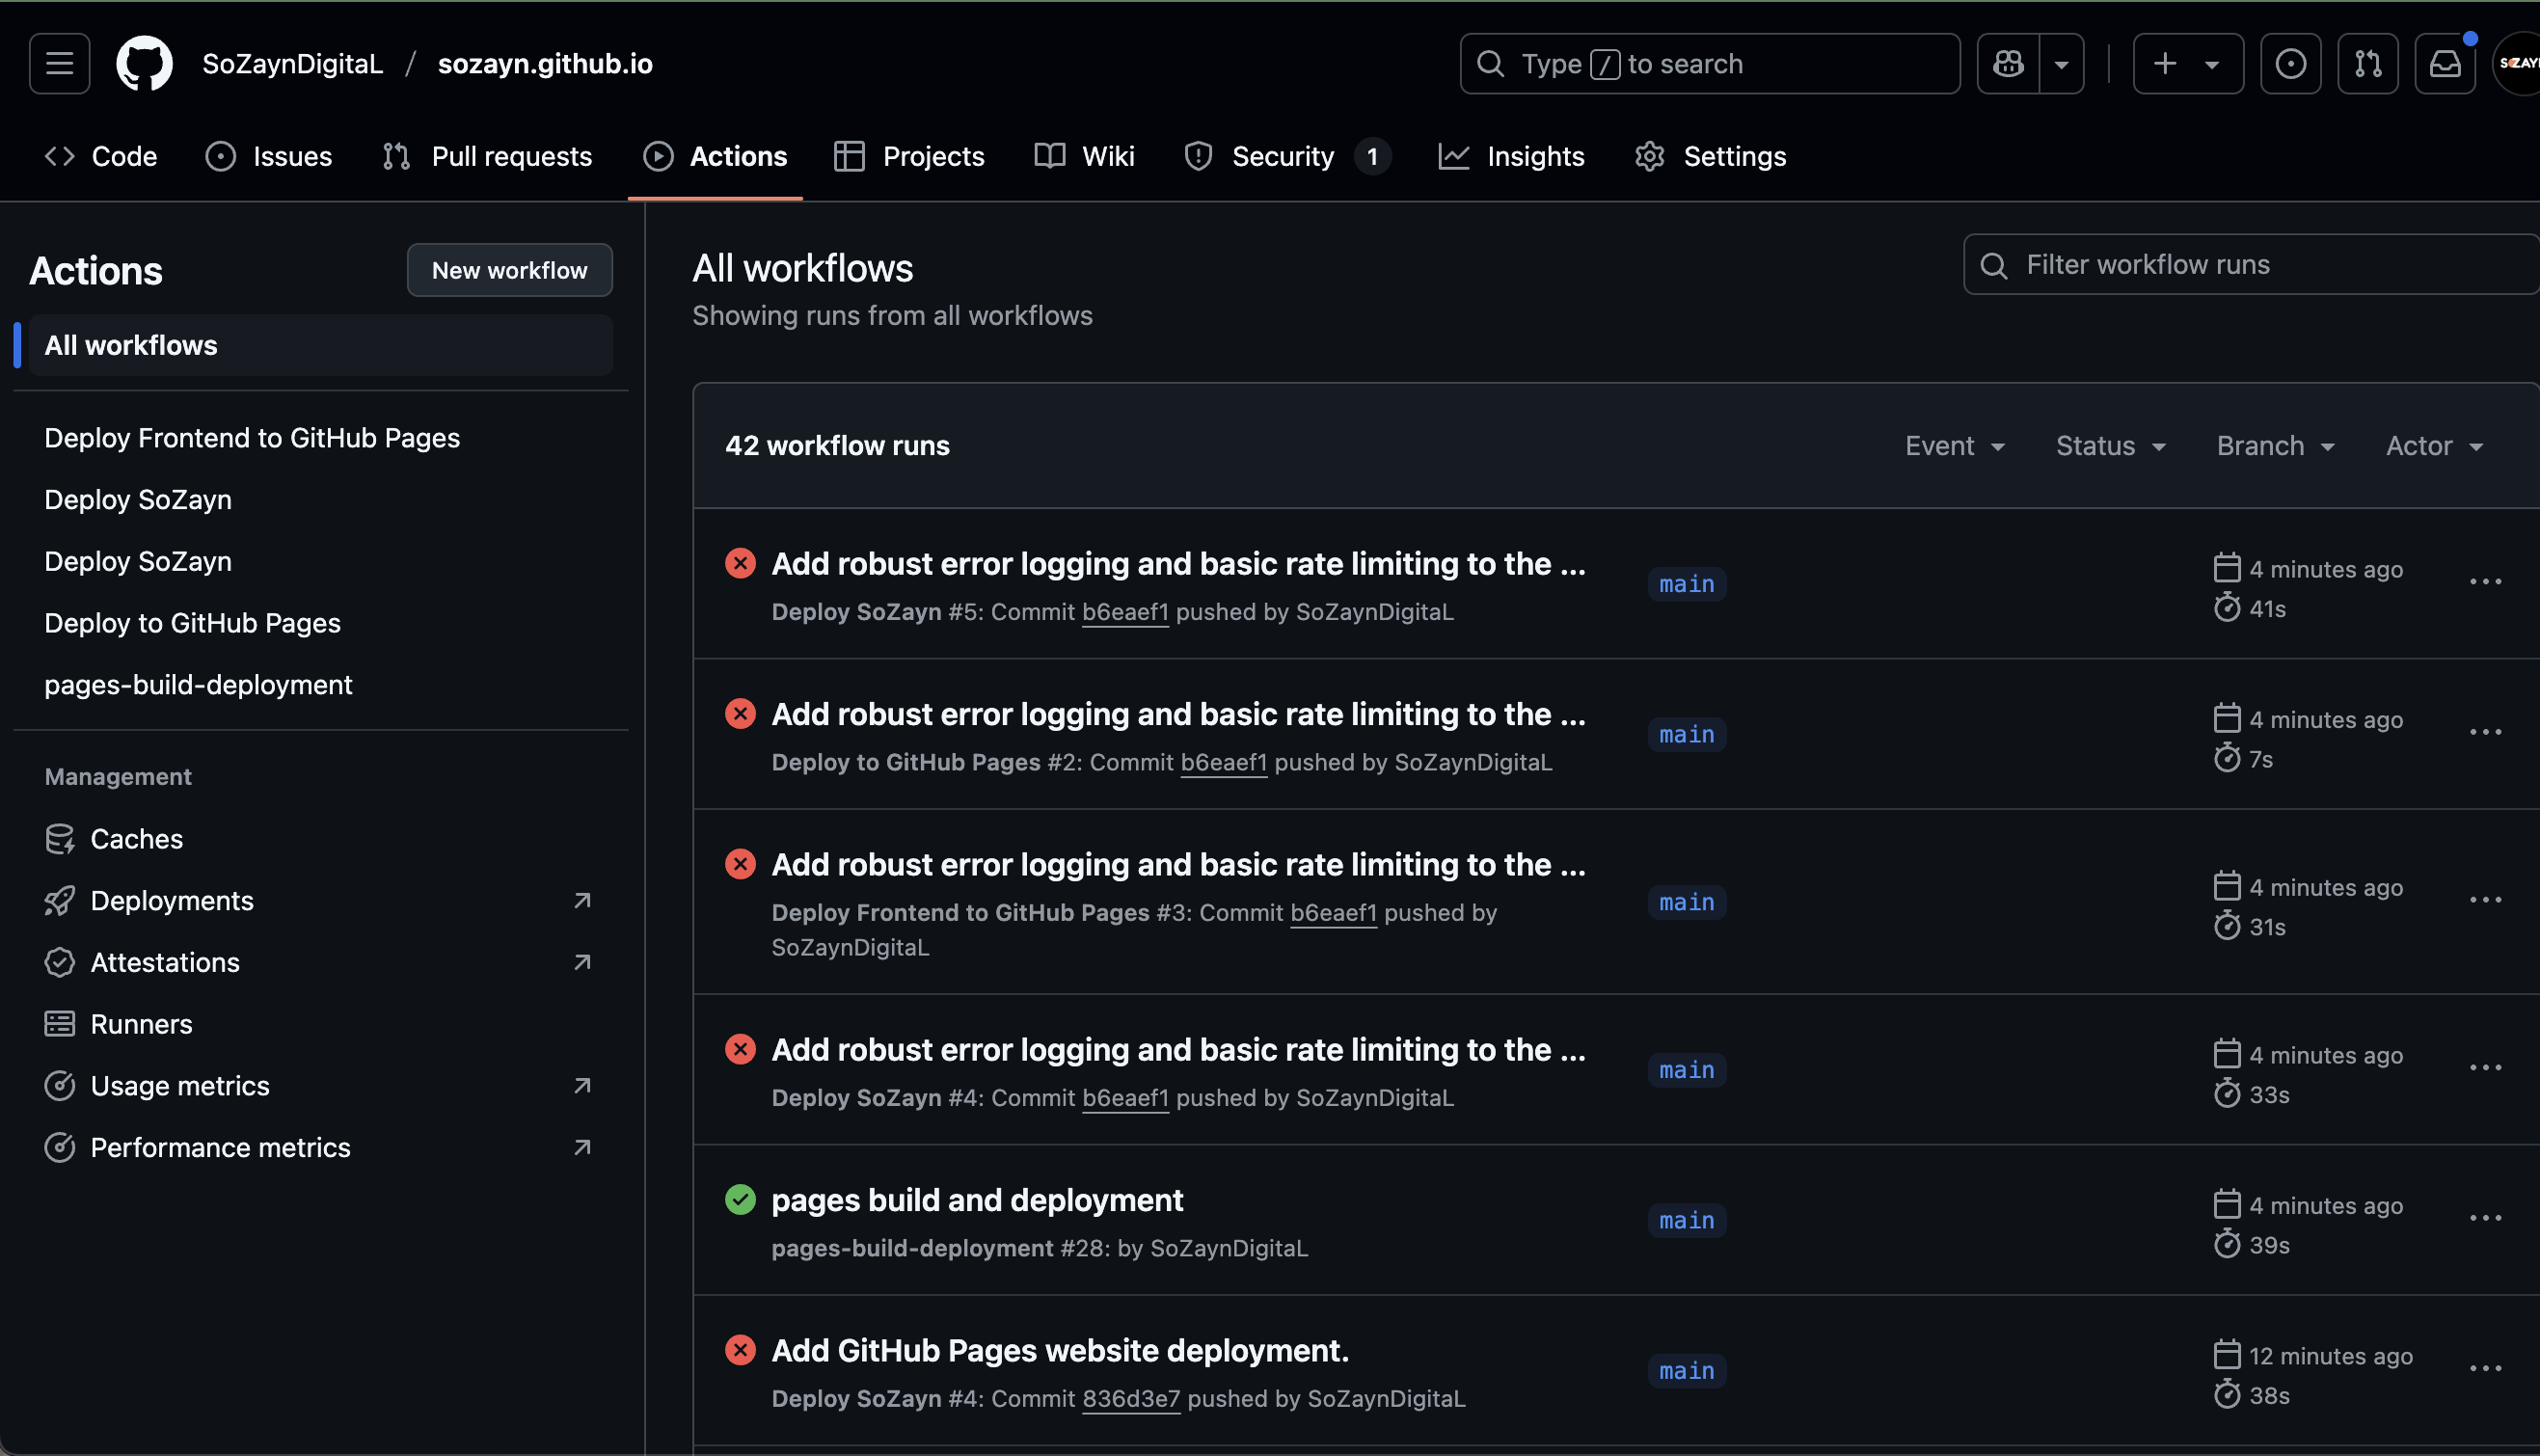 SoZaynDigitaL / sozayn.github.io
Type / to search
Code
Issues
Pull requests
Actions
Projects
Wiki
Security 1
Insights
Settings
Actions
New workflow
All workflows
Deploy Frontend to GitHub Pages
Deploy SoZayn
Deploy SoZayn
Deploy to GitHub Pages
pages-build-deployment
Management
Caches
Deployments
Attestations
Runners
Usage metrics
Performance metrics
All workflows
Showing runs from all workflows
Filter workflow runs
42 workflow runs
Event
Status
Branch
Actor
Add robust error logging and basic rate limiting to the ...
Deploy SoZayn #5: Commit b6eaef1 pushed by SoZaynDigitaL
main
4 minutes ago
41s
Add robust error logging and basic rate limiting to the ...
Deploy to GitHub Pages #2: Commit b6eaef1 pushed by SoZaynDigitaL
main
4 minutes ago
7s
Add robust error logging and basic rate limiting to the ...
Deploy Frontend to GitHub Pages #3: Commit b6eaef1 pushed by
SoZaynDigitaL
main
4 minutes ago
31s
Add robust error logging and basic rate limiting to the ...
Deploy SoZayn #4: Commit b6eaef1 pushed by SoZaynDigitaL
main
4 minutes ago
33s
pages build and deployment
pages-build-deployment #28: by SoZaynDigitaL
main
4 minutes ago
39s
Add GitHub Pages website deployment.
Deploy SoZayn #4: Commit 836d3e7 pushed by SoZaynDigitaL
main
12 minutes ago
38s